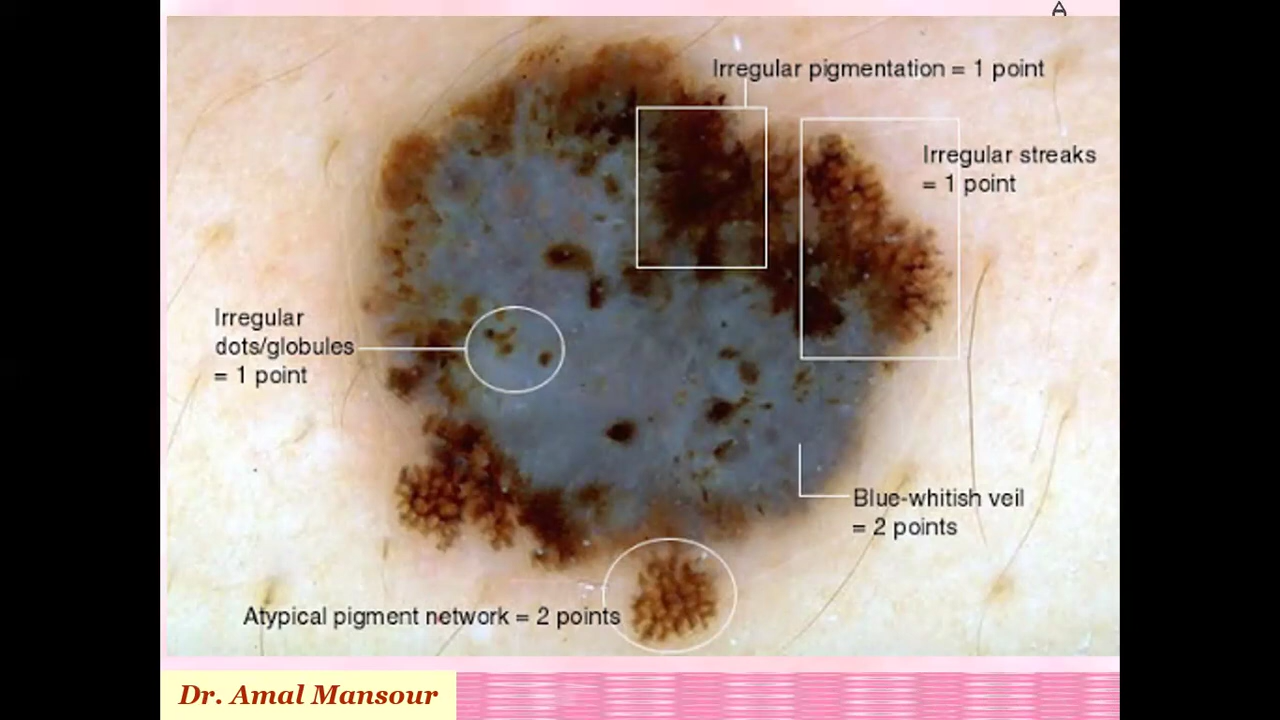 Irregular pigmentation = 1 point
Irregular streaks
= 1 point
Irregular
dots/globules
= 1 point
Blue-whitish veil
= 2 points
Atypical pigment network = 2 points
Dr. Amal Mansour